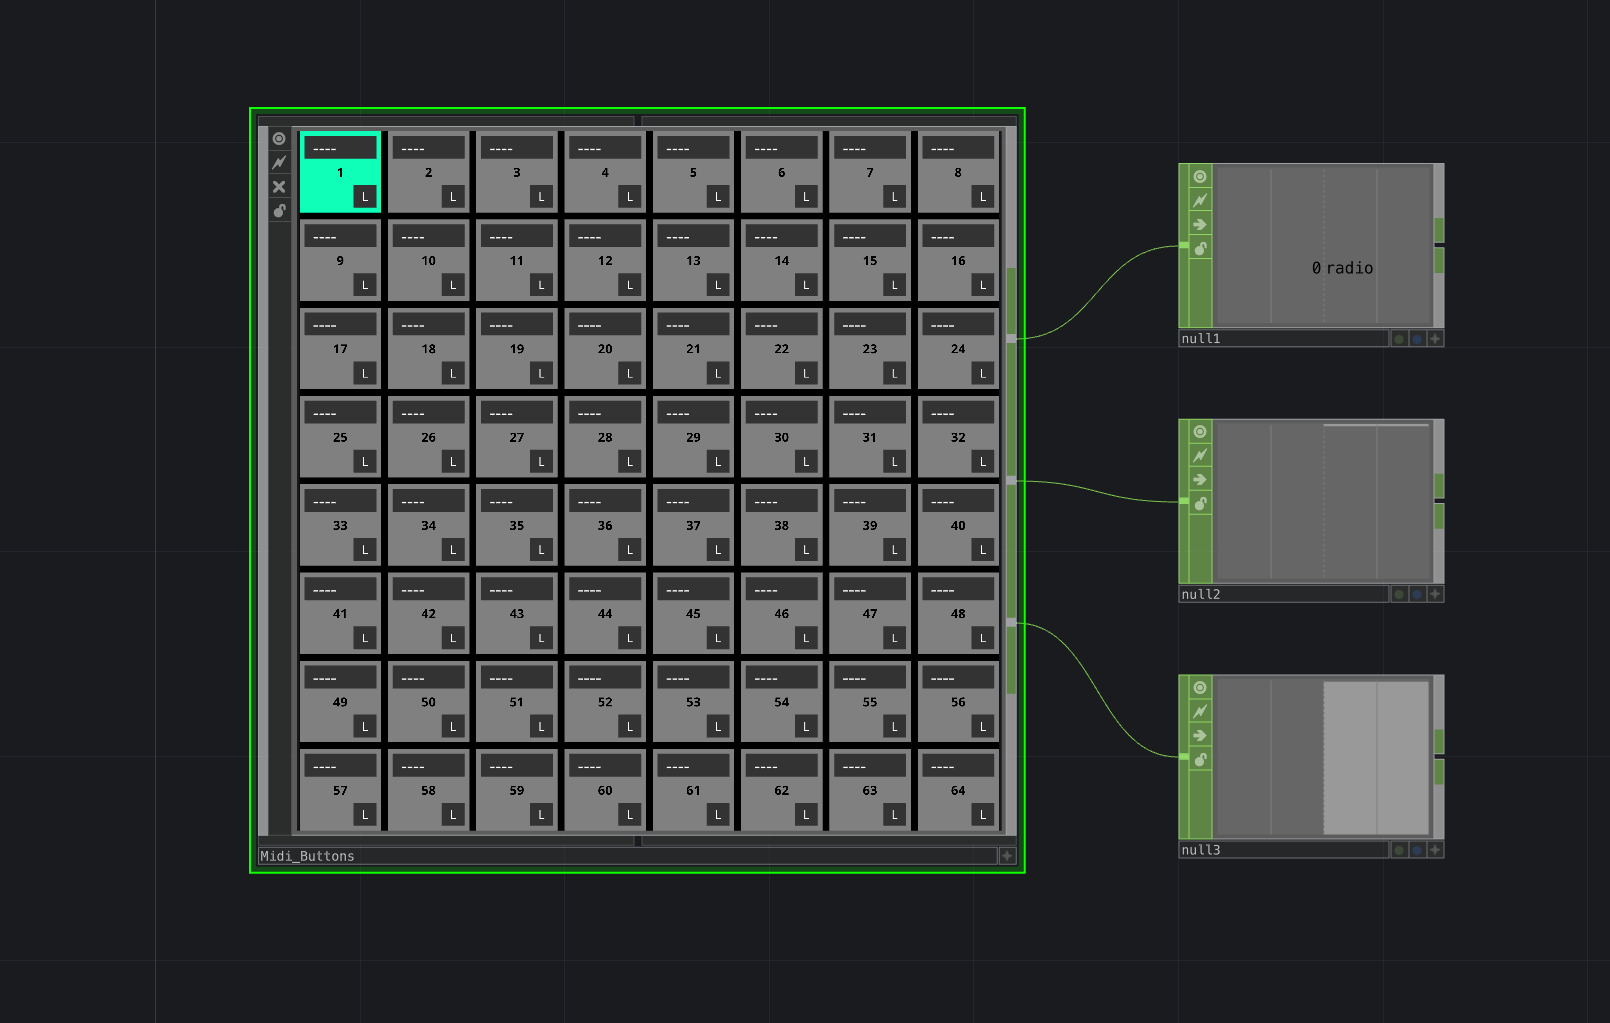 ---- ---- ---- ---- ---- ---- ---- ----
1 2 3 4 5 6 7 8
L L L L L L L L
---- ---- ---- ---- ---- ---- ---- ----
9 10 11 12 13 14 15 16
L L L L L L L L
---- ---- ---- ---- ---- ---- ---- ----
17 18 19 20 21 22 23 24
L L L L L L L L
---- ---- ---- ---- ---- ---- ---- ----
25 26 27 28 29 30 31 32
L L L L L L L L
---- ---- ---- ---- ---- ---- ---- ----
33 34 35 36 37 38 39 40
L L L L L L L L
---- ---- ---- ---- ---- ---- ---- ----
41 42 43 44 45 46 47 48
L L L L L L L L
---- ---- ---- ---- ---- ---- ---- ----
49 50 51 52 53 54 55 56
L L L L L L L L
---- ---- ---- ---- ---- ---- ---- ----
57 58 59 60 61 62 63 64
L L L L L L L L
Midi_Buttons
0 radio
null1
null2
null3